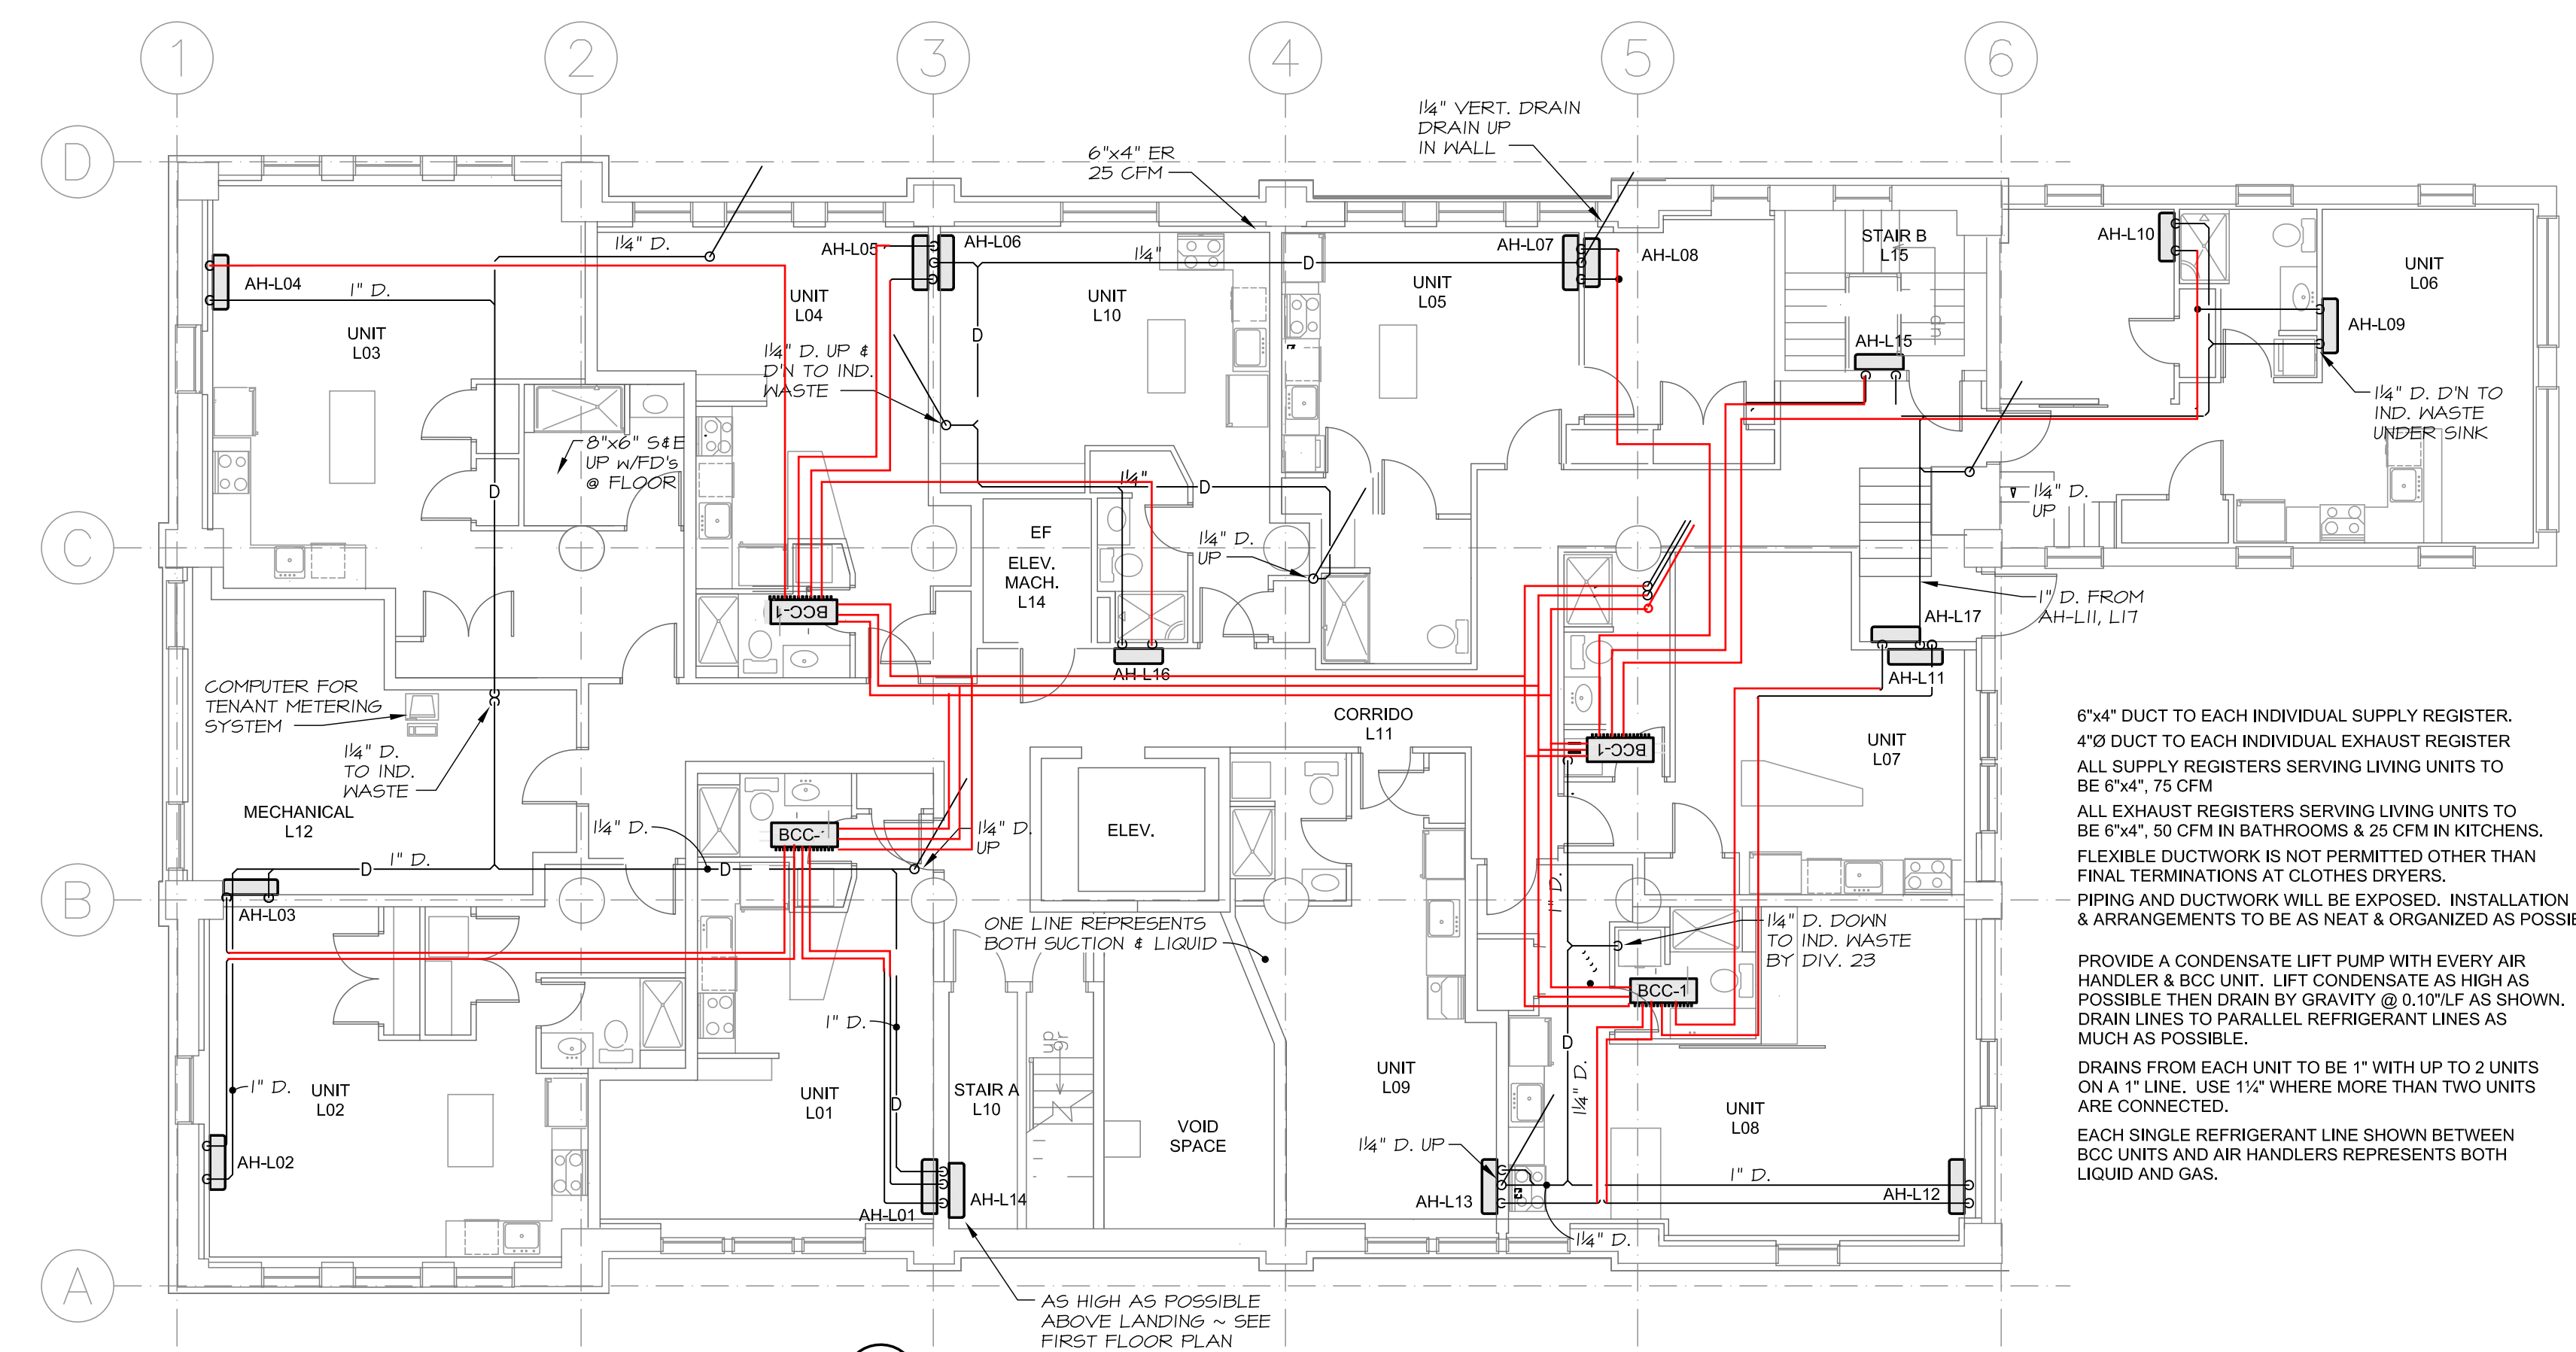 1
2
3
4
5
6
D
C
B
A
1¼" VERT. DRAIN
DRAIN UP
IN WALL
6"x4" ER
25 CFM
1¼" D.
AH-L04
1" D.
UNIT
L03
AH-L05
AH-L06
UNIT
L04
1¼"
D
D
UNIT
L10
AH-L07
AH-L08
UNIT
L05
STAIR B
L15
up
AH-L15
AH-L10
UNIT
L06
AH-L09
1¼" D. D'N TO
IND. WASTE
UNDER SINK
1¼" D. UP &
D'N TO IND.
WASTE
8"x6" S&E
UP W/FD's
@ FLOOR
D
1¼"
D
EF
ELEV.
MACH.
L14
1¼" D.
UP
1¼" D.
UP
BCC-1
1" D. FROM
AH-L11, L17
AH-L17
AH-L16
AH-L11
COMPUTER FOR
TENANT METERING
SYSTEM
1¼" D.
TO IND.
WASTE
MECHANICAL
L12
CORRIDO
L11
BCC-1
UNIT
L07
1¼" D.
BCC-
1¼" D.
UP
ELEV.
1" D.
D
D
AH-L03
1" D.
ONE LINE REPRESENTS
BOTH SUCTION & LIQUID
1¼" D. DOWN
TO IND. WASTE
BY DIV. 23
BCC-1
1" D.
1" D.
UNIT
L02
UNIT
L01
D
STAIR A
L10
up
gr
VOID
SPACE
UNIT
L09
D
1¼" D.
UNIT
L08
1¼" D. UP
AH-L02
AH-L01
AH-L14
AH-L13
1" D.
AH-L12
1¼" D.
AS HIGH AS POSSIBLE
ABOVE LANDING ~ SEE
FIRST FLOOR PLAN
6"x4" DUCT TO EACH INDIVIDUAL SUPPLY REGISTER.
4"Ø DUCT TO EACH INDIVIDUAL EXHAUST REGISTER
ALL SUPPLY REGISTERS SERVING LIVING UNITS TO
BE 6"x4", 75 CFM
ALL EXHAUST REGISTERS SERVING LIVING UNITS TO
BE 6"x4", 50 CFM IN BATHROOMS & 25 CFM IN KITCHENS.
FLEXIBLE DUCTWORK IS NOT PERMITTED OTHER THAN
FINAL TERMINATIONS AT CLOTHES DRYERS.
PIPING AND DUCTWORK WILL BE EXPOSED. INSTALLATION
& ARRANGEMENTS TO BE AS NEAT & ORGANIZED AS
PROVIDE A CONDENSATE LIFT PUMP WITH EVERY AIR
HANDLER & BCC UNIT. LIFT CONDENSATE AS HIGH AS
POSSIBLE THEN DRAIN BY GRAVITY @ 0.10"/LF AS SHOWN.
DRAIN LINES TO PARALLEL REFRIGERANT LINES AS
MUCH AS POSSIBLE.
DRAINS FROM EACH UNIT TO BE 1" WITH UP TO 2 UNITS
ON A 1" LINE. USE 1¼" WHERE MORE THAN TWO UNITS
ARE CONNECTED.
EACH SINGLE REFRIGERANT LINE SHOWN BETWEEN
BCC UNITS AND AIR HANDLERS REPRESENTS BOTH
LIQUID AND GAS.